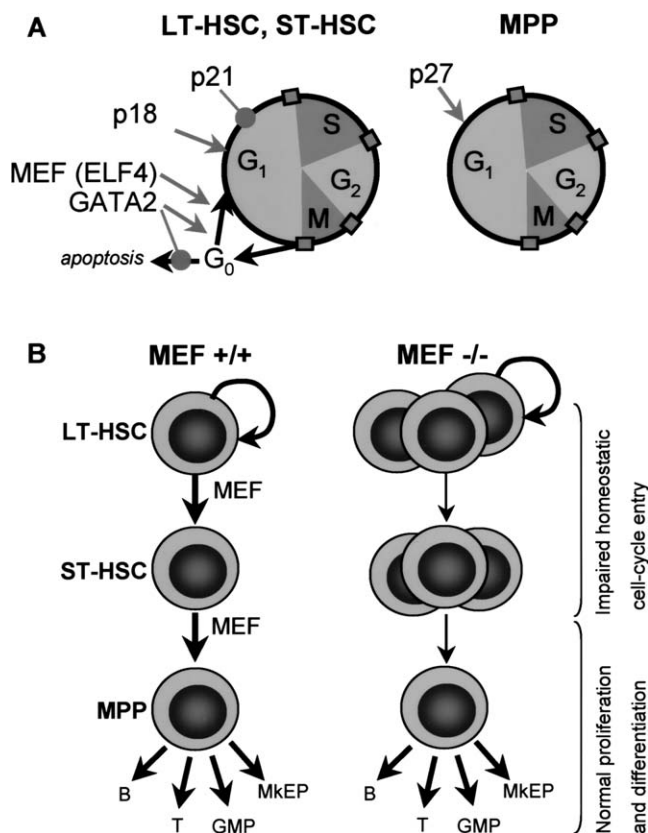 A
LT-HSC, ST-HSC
MPP
p21
p18
MEF (ELF4)
GATA2
apoptosis
G0
G1
S
G2
M
p27
G1
S
G2
M
B
MEF +/+
MEF -/-
LT-HSC
MEF
ST-HSC
MEF
MPP
B
T
GMP
MkEP
B
T
GMP
MkEP
Impaired homeostatic
cell-cycle entry
Normal proliferation
and differentiation